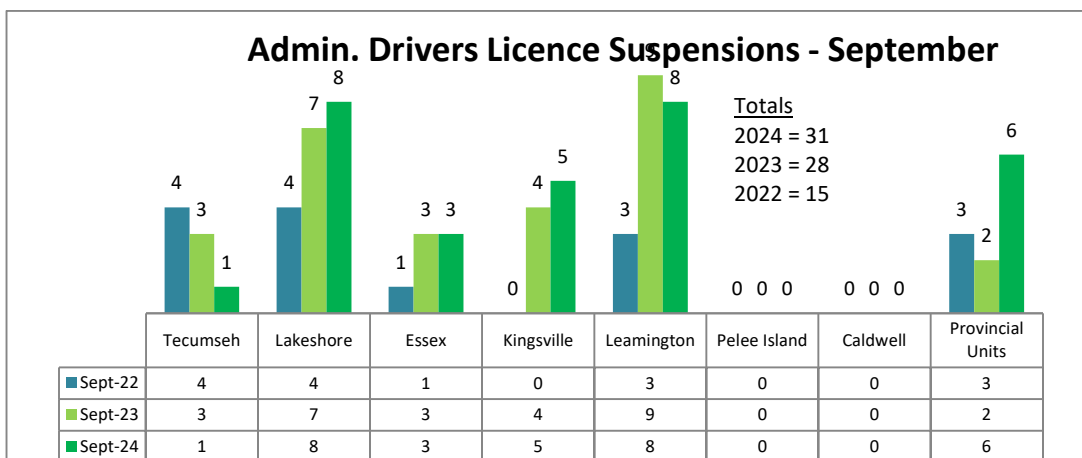 Admin. Drivers Licence Suspensions - September
4 3 1
4 7 8
1 3 3
0 4 5
3 9 8
0 0 0
0 0 0
3 2 6
Totals
2024 = 31
2023 = 28
2022 = 15
Tecumseh Lakeshore Essex Kingsville Leamington Pelee Island Caldwell Provincial Units
Sept-22 4 4 1 0 3 0 0 3
Sept-23 3 7 3 4 9 0 0 2
Sept-24 1 8 3 5 8 0 0 6